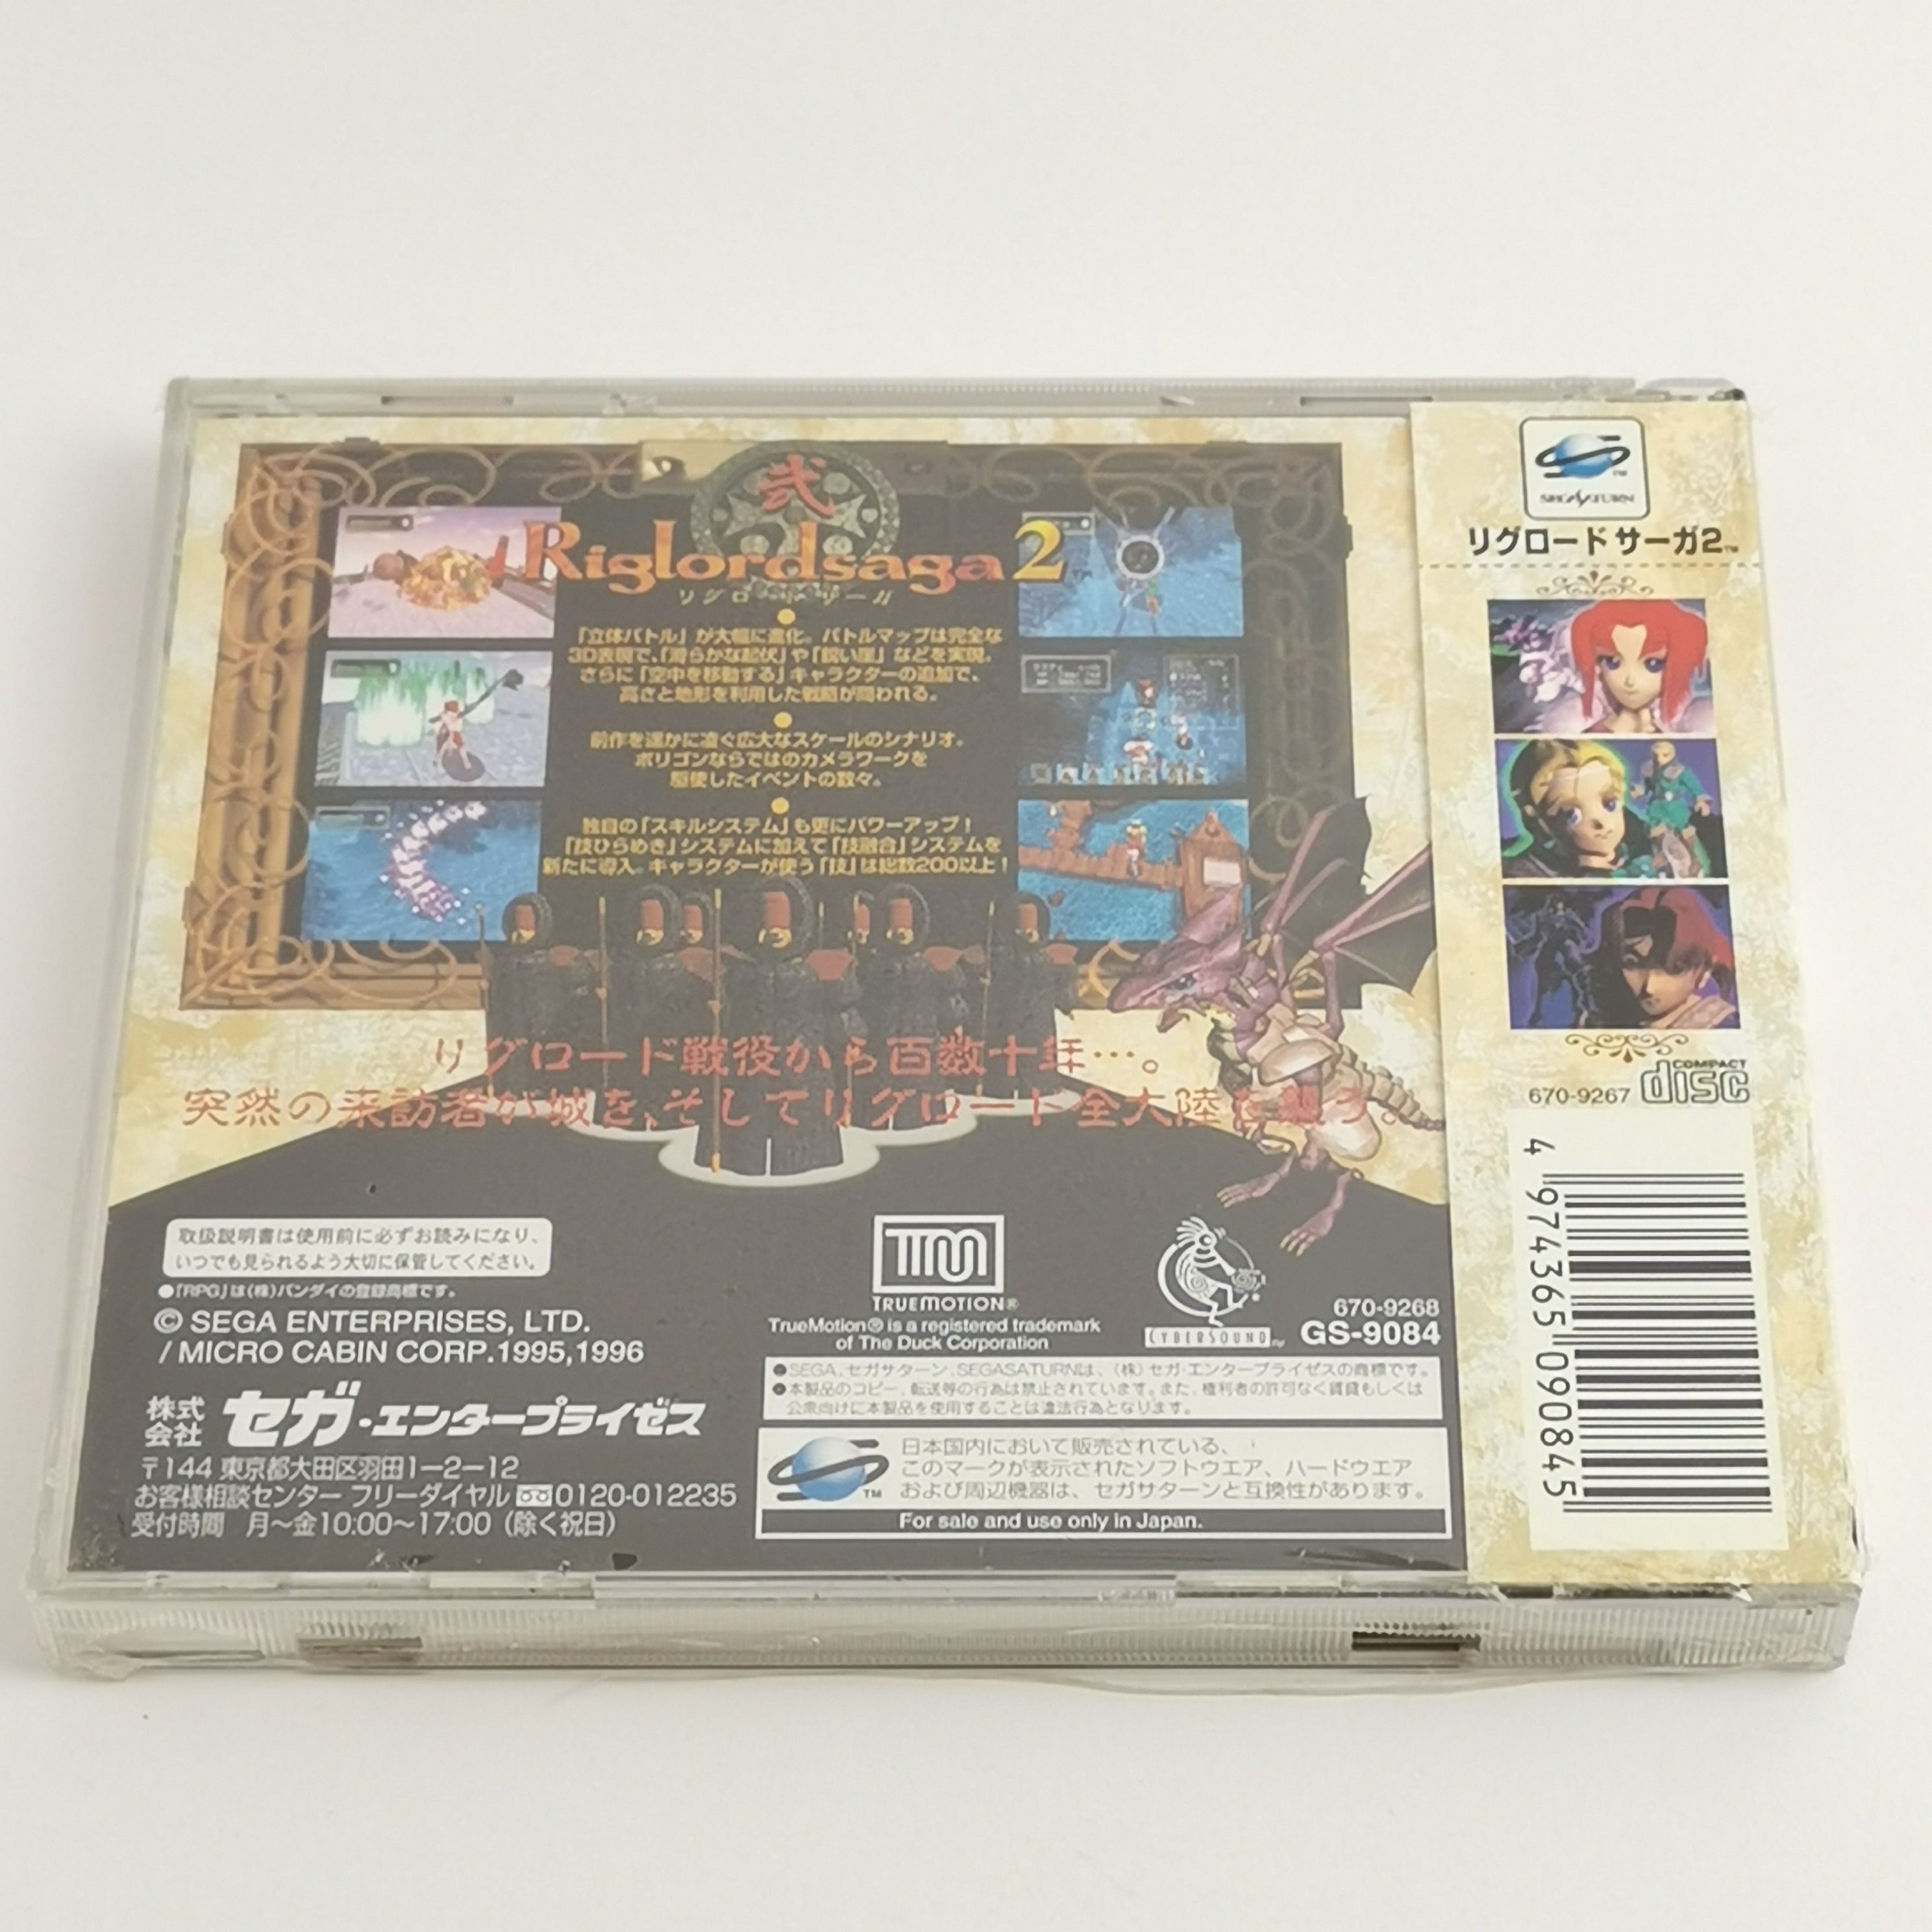 弐
Riglordsaga 2
リグロードサーガ
「立体バトル」が大幅に進化。バトルマップは完全な
3D表現で、「滑らかな起伏」や「鋭い崖」などを実現。
さらに「空中を移動する」キャラクターの追加で、
高さと地形を利用した戦略が問われる。
前作を遥かに凌ぐ広大なスケールのシナリオ。
ポリゴンならではのカメラワークを
駆使したイベントの数々。
独自の「スキルシステム」も更にパワーアップ!
「技ひらめき」システムに加えて「技融合」システムを
新たに導入。キャラクターが使う「技」は総数200以上!
リグロード戦役から百数十年…。
突然の来訪者が城を、そしてリグロード全大陸を襲う。
取扱説明書は使用前に必ずお読みになり、
いつでも見られるよう大切に保管してください。
●「RPG」は(株)バンダイの登録商標です。
© SEGA ENTERPRISES, LTD.
/ MICRO CABIN CORP.1995,1996
株式会社 セガ・エンタープライゼス
〒144 東京都大田区羽田1-2-12
お客様相談センター フリーダイヤル 0120-012235
受付時間 月〜金10:00〜17:00 (除く祝日)
TM
TRUEMOTION®
TrueMotion® is a registered trademark
of The Duck Corporation
CYBERSOUND™
670-9268
GS-9084
●SEGA、セガサターン、SEGASATURNは、(株)セガ・エンタープライゼスの商標です。
●本製品のコピー、転送等の行為は禁止されています。また、権利者の許可なく賃貸もしくは
公衆向けに本製品を使用することは違法行為となります。
TM
日本国内において販売されている、
このマークが表示されたソフトウエア、ハードウエア
および周辺機器は、セガサターンと互換性があります。
For sale and use only in Japan.
TM
SEGA SATURN
リグロード サーガ2™
COMPACT
disc
670-9267
4 974365 090845